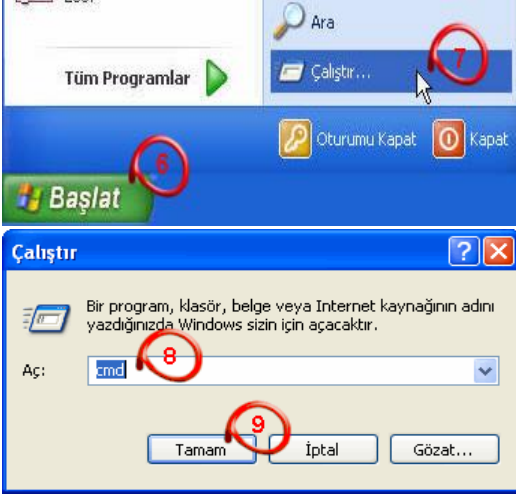 Ara
7
Tüm Programlar
Çalıştır...
6
Oturumu Kapat
Kapat
Başlat
Çalıştır
Bir program, klasör, belge veya Internet kaynağının adını
yazdığınızda Windows sizin için açacaktır.
8
Aç:
cmd
9
Tamam
İptal
Gözat...